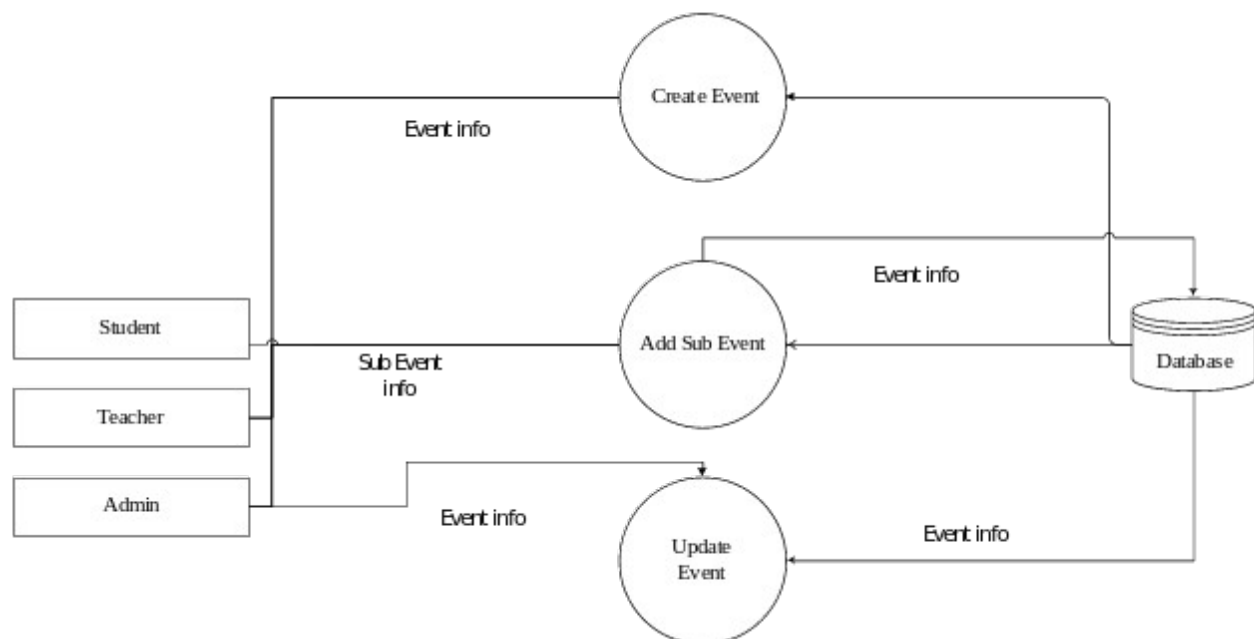 Create Event
Event info
Event info
Student
Add Sub Event
Sub Event
info
Database
Teacher
Admin
Event info
Event info
Update
Event